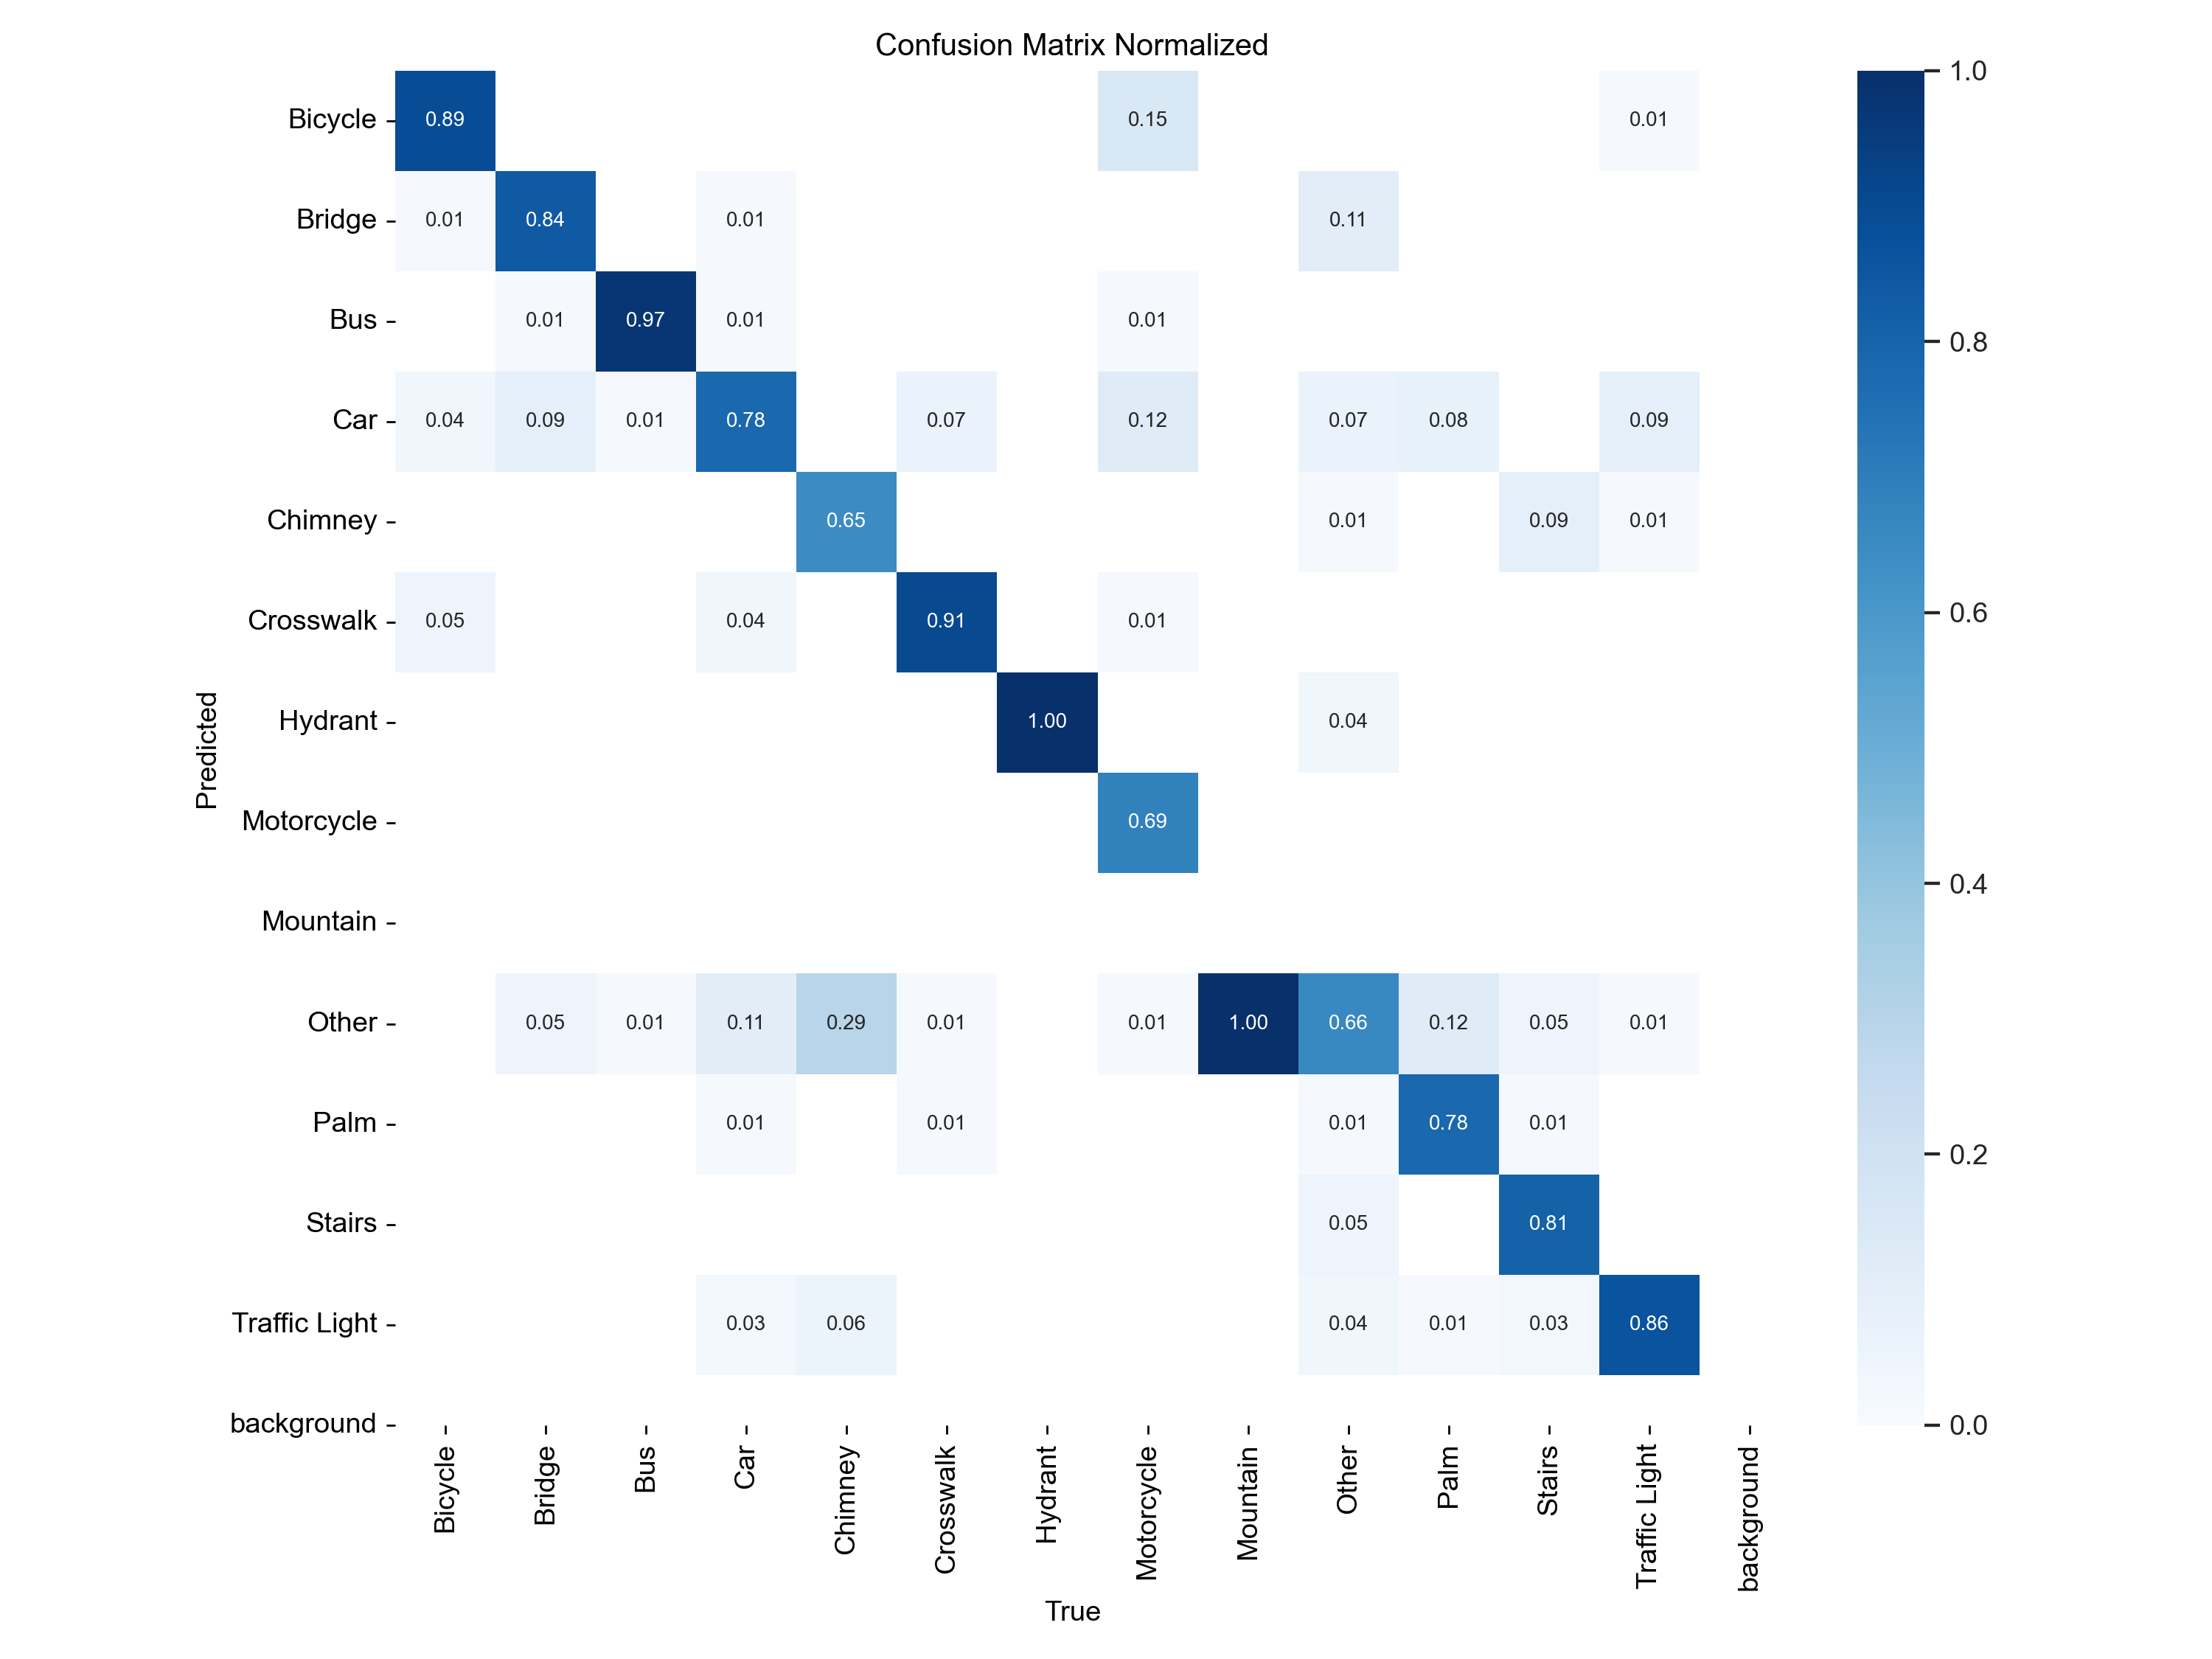 Confusion Matrix Normalized
Bicycle 0.89 0.15 0.01
Bridge 0.01 0.84 0.01 0.11
Bus 0.01 0.97 0.01 0.01
Car 0.04 0.09 0.01 0.78 0.07 0.12 0.07 0.08 0.09
Chimney 0.65 0.01 0.09 0.01
Crosswalk 0.05 0.04 0.91 0.01
Hydrant 1.00 0.04
Motorcycle 0.69
Mountain
Other 0.05 0.01 0.11 0.29 0.01 0.01 1.00 0.66 0.12 0.05 0.01
Palm 0.01 0.01 0.01 0.78 0.01
Stairs 0.05 0.81
Traffic Light 0.03 0.06 0.04 0.01 0.03 0.86
background
Predicted
Bicycle
Bridge
Bus
Car
Chimney
Crosswalk
Hydrant
Motorcycle
Mountain
Other
Palm
Stairs
Traffic Light
background
True
1.0
0.8
0.6
0.4
0.2
0.0